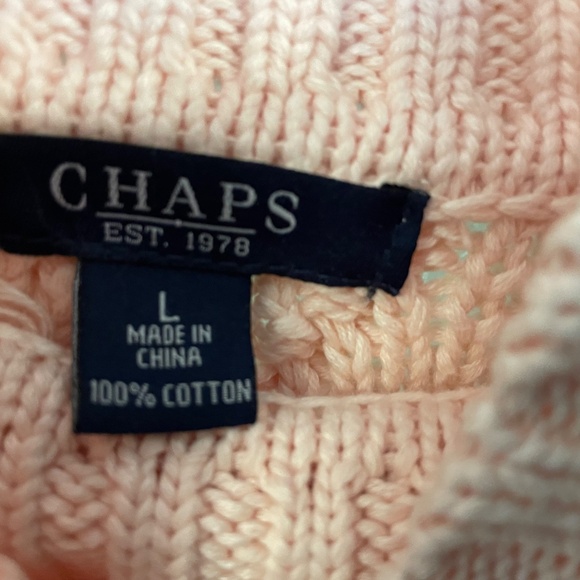 CHAPS
EST. 1978
L
MADE IN
CHINA
100% COTTON